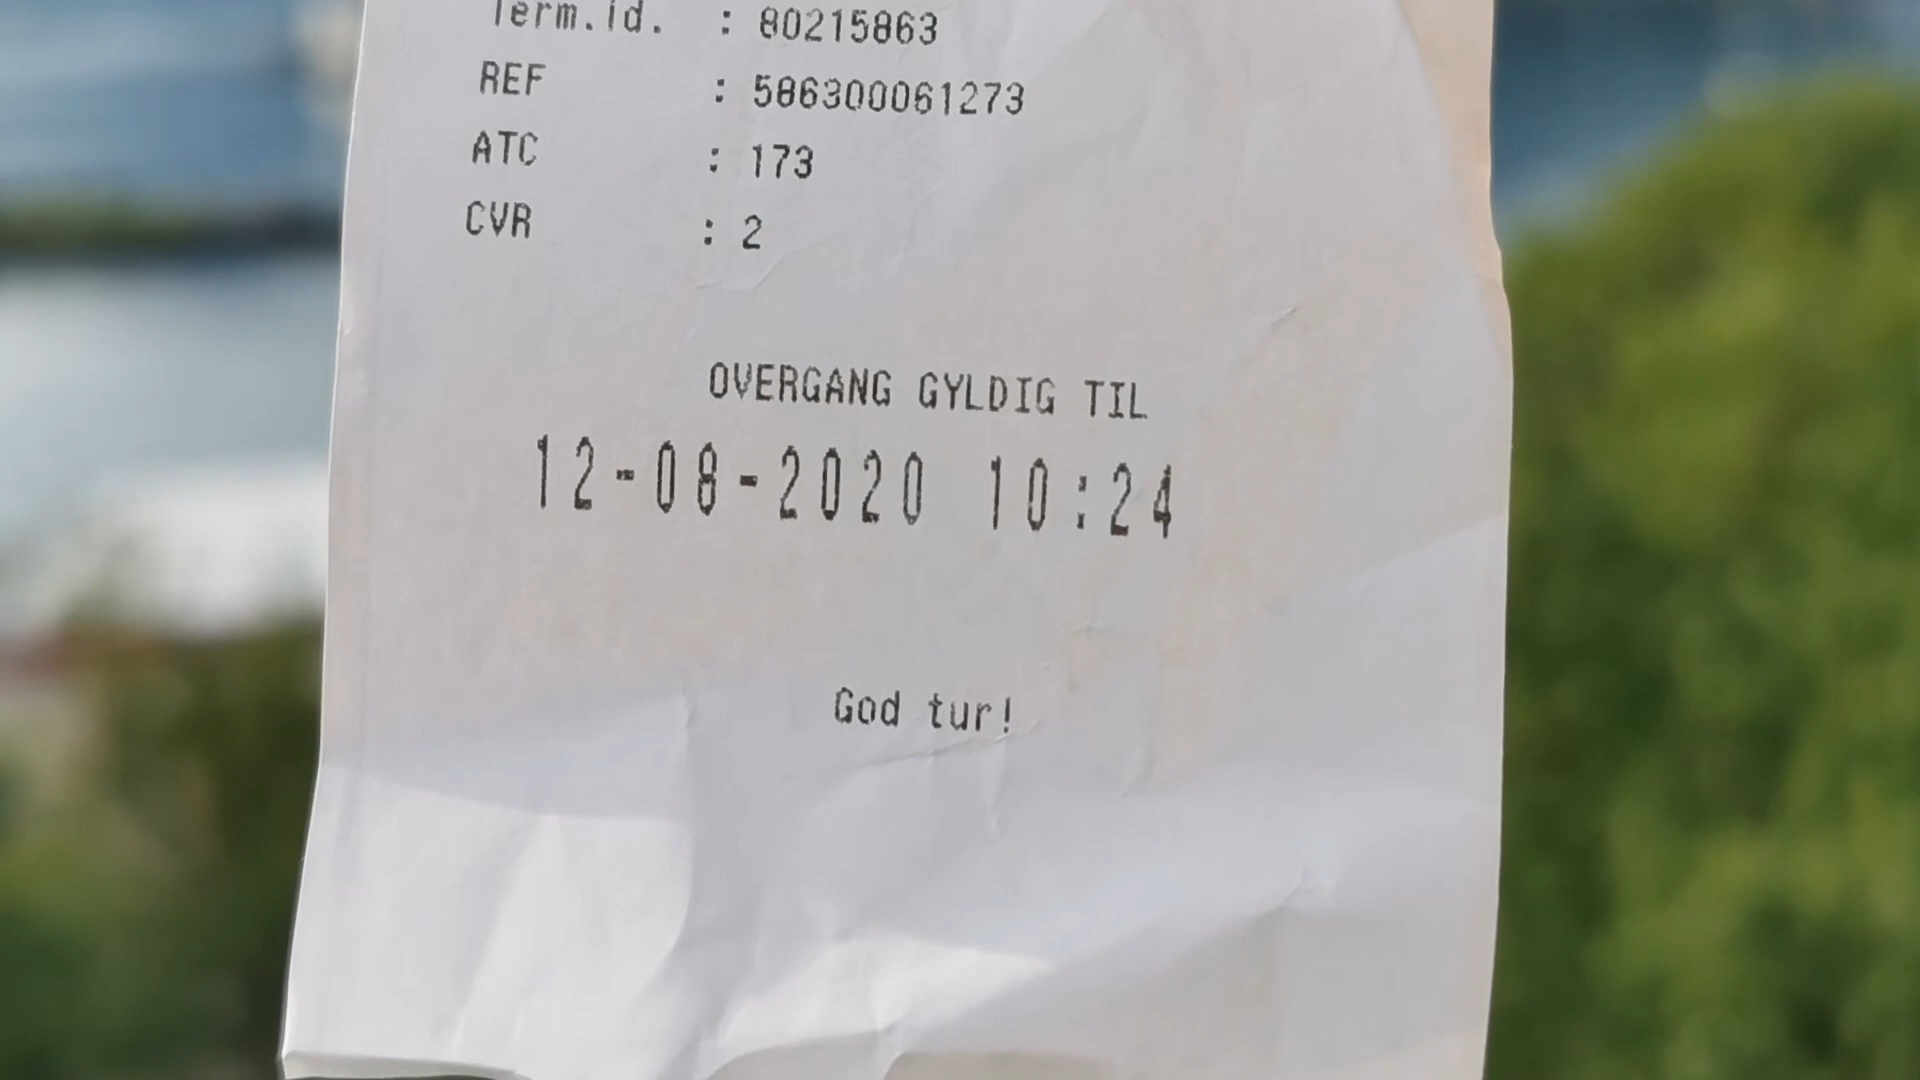 Term.id. : 80215863
REF : 586300061273
ATC : 173
CVR : 2
OVERGANG GYLDIG TIL
12-08-2020 10:24
God tur!